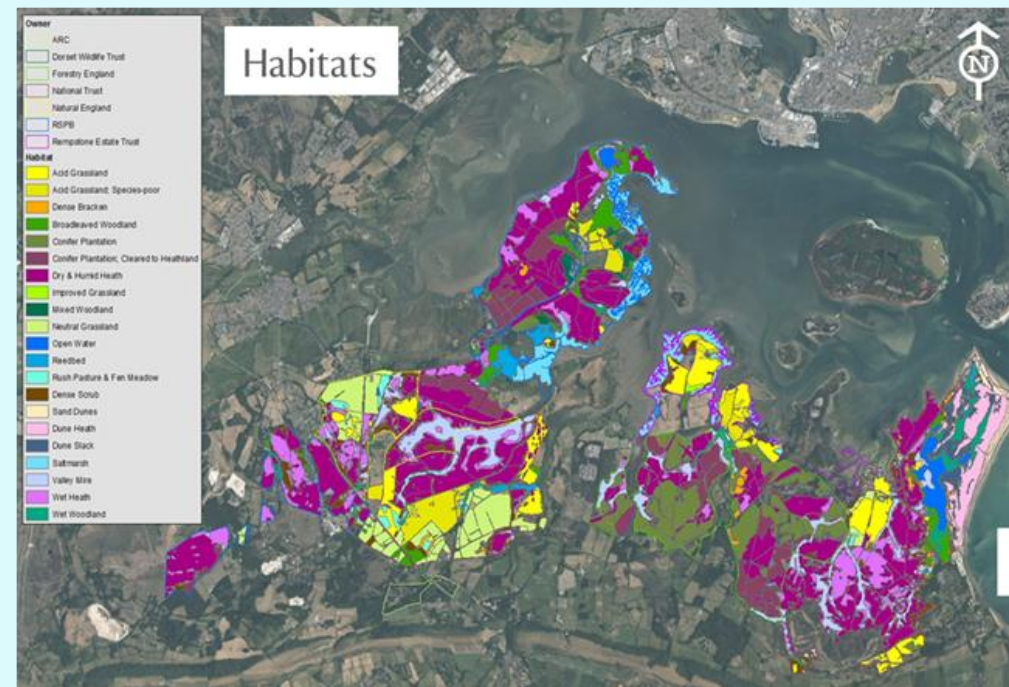 Habitats
N
Owner
ARC
Dorset Wildlife Trust
Forestry England
National Trust
Natural England
RSPB
Rempstone Estate Trust
Habitat
Acid Grassland
Acid Grassland; Species-poor
Dense Bracken
Broadleaved Woodland
Conifer Plantation
Conifer Plantation; Cleared to Heathland
Dry & Humid Heath
Improved Grassland
Mixed Woodland
Neutral Grassland
Open Water
Reedbed
Rush Pasture & Fen Meadow
Dense Scrub
Sand Dunes
Dune Heath
Dune Slack
Saltmarsh
Valley Mire
Wet Heath
Wet Woodland